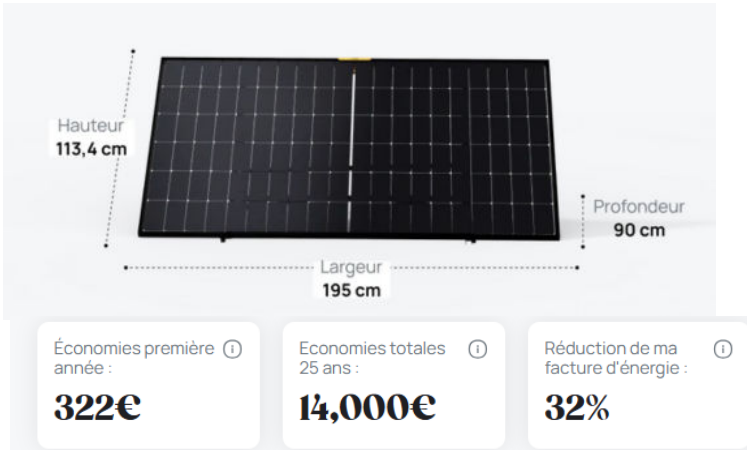 Hauteur
113,4 cm
Profondeur
90 cm
Largeur
195 cm
Économies première
année :
322€
Economies totales
25 ans :
14,000€
Réduction de ma
facture d'énergie :
32%